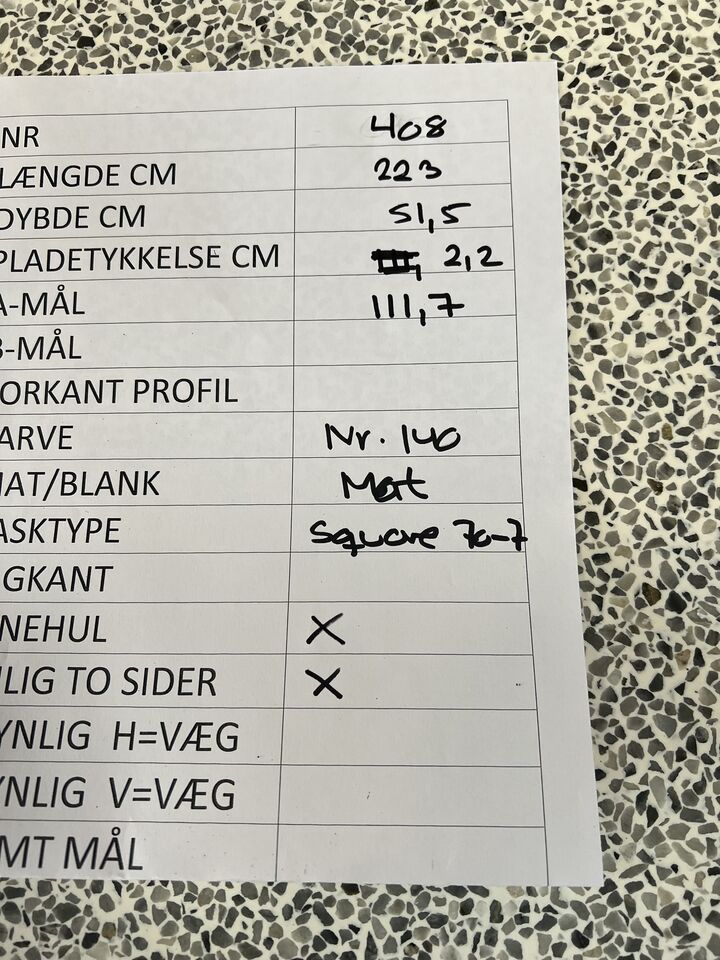 NR 408
LÆNGDE CM 223
DYBDE CM 51,5
PLADETYKKELSE CM 2,2
A-MÅL 111,7
B-MÅL
ORKANT PROFIL
ARVE Nr. 140
MAT/BLANK Mat
ASKTYPE Square 70-7
GKANT
NEHUL X
LIG TO SIDER X
YNLIG H=VÆG
YNLIG V=VÆG
MT MÅL